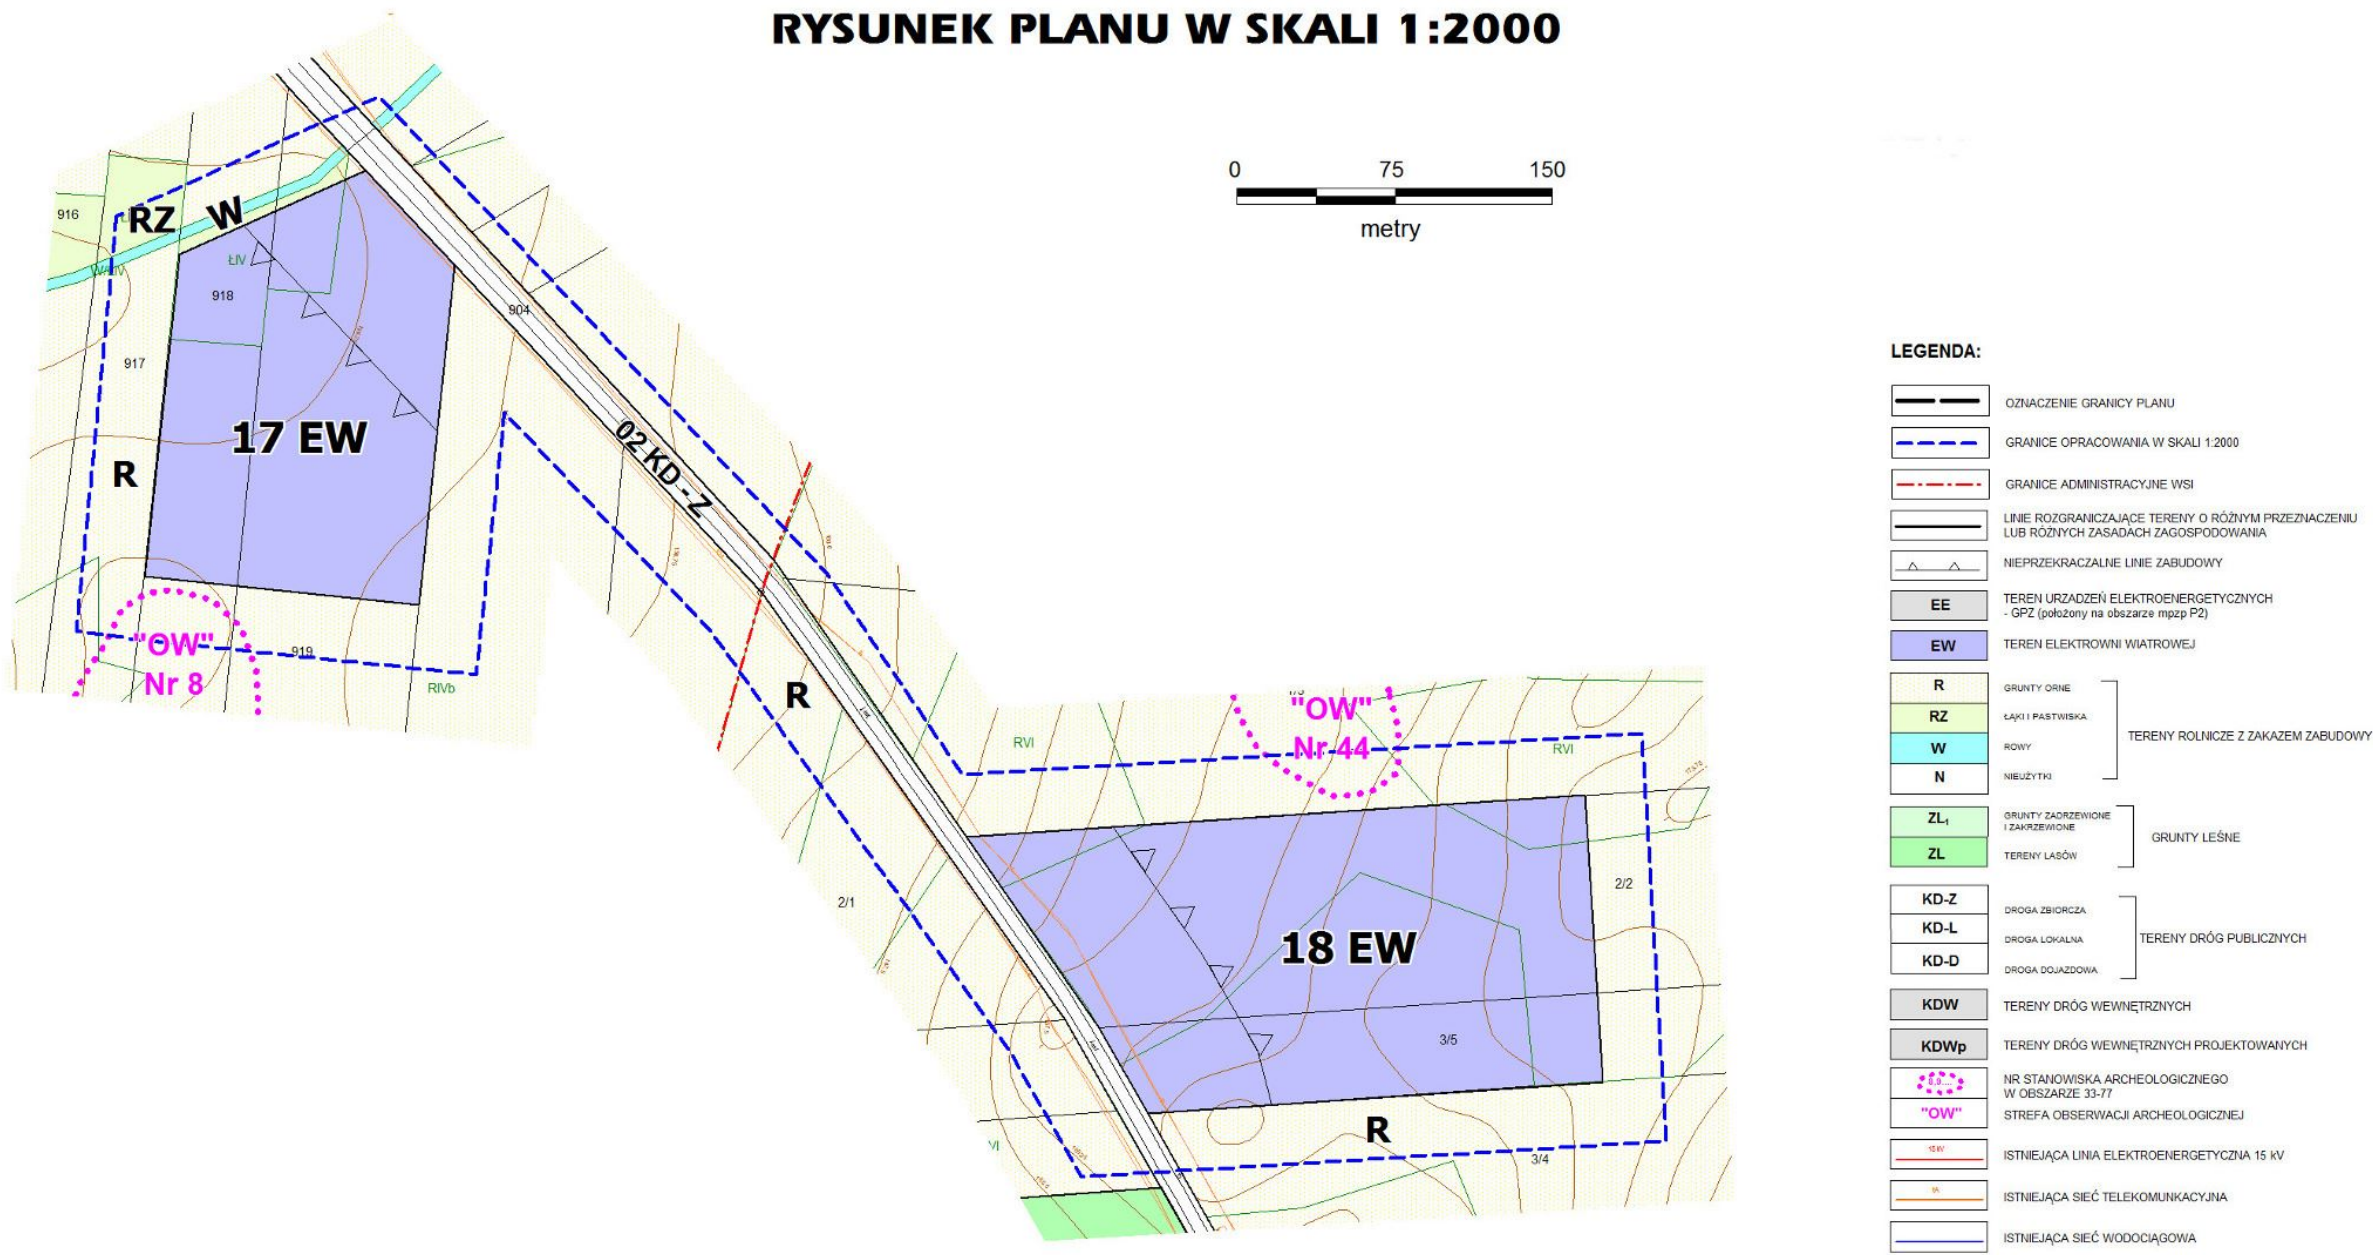 RYSUNEK PLANU W SKALI 1:2000
0 75 150
metry
916
RZ
W
ŁIV
918
917
904
17 EW
R
02 KD - Z
"OW"
Nr 8
919
RIVb
R
RVI
"OW"
Nr 44
RVI
2/1
2/2
18 EW
3/5
R
3/4
LEGENDA:
OZNACZENIE GRANICY PLANU
GRANICE OPRACOWANIA W SKALI 1:2000
GRANICE ADMINISTRACYJNE WSI
LINIE ROZGRANICZAJĄCE TERENY O RÓŻNYM PRZEZNACZENIU
LUB RÓŻNYCH ZASADACH ZAGOSPODOWANIA
NIEPRZEKRACZALNE LINIE ZABUDOWY
EE TEREN URZĄDZEŃ ELEKTROENERGETYCZNYCH
- GPZ (położony na obszarze mpzp P2)
EW TEREN ELEKTROWNI WIATROWEJ
R GRUNTY ORNE
RZ ŁĄKI I PASTWISKA
W ROWY
N NIEUŻYTKI
TERENY ROLNICZE Z ZAKAZEM ZABUDOWY
ZL₁ GRUNTY ZADRZEWIONE
I ZAKRZEWIONE
ZL TERENY LASÓW
GRUNTY LEŚNE
KD-Z DROGA ZBIORCZA
KD-L DROGA LOKALNA
KD-D DROGA DOJAZDOWA
TERENY DRÓG PUBLICZNYCH
KDW TERENY DRÓG WEWNĘTRZNYCH
KDWp TERENY DRÓG WEWNĘTRZNYCH PROJEKTOWANYCH
NR STANOWISKA ARCHEOLOGICZNEGO
W OBSZARZE 33-77
"OW" STREFA OBSERWACJI ARCHEOLOGICZNEJ
15 kV ISTNIEJĄCA LINIA ELEKTROENERGETYCZNA 15 kV
ISTNIEJĄCA SIEĆ TELEKOMUNKACYJNA
ISTNIEJĄCA SIEĆ WODOCIĄGOWA